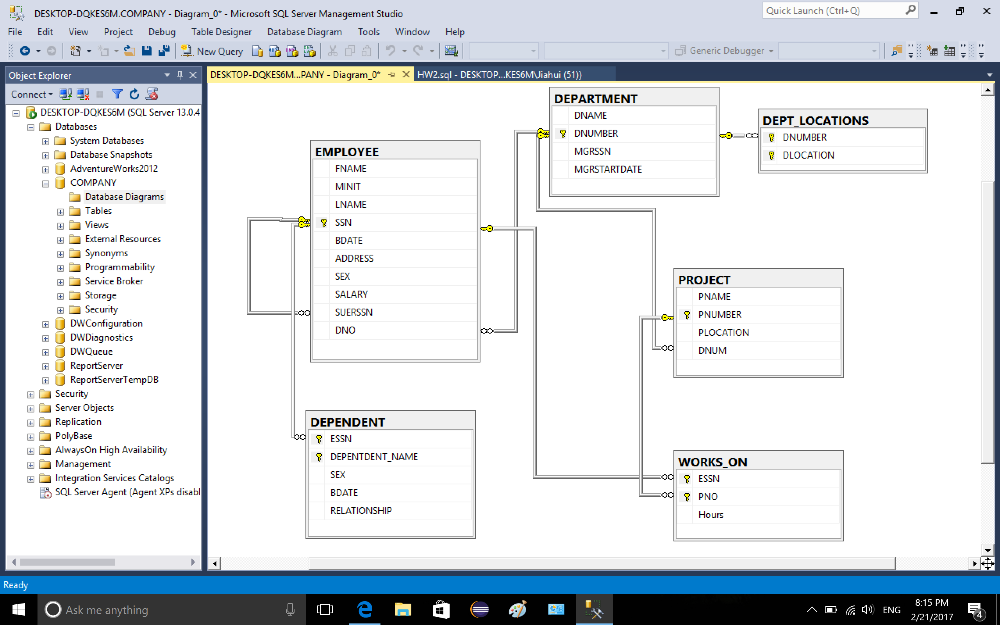 DESKTOP-DQKES6M.COMPANY - Diagram_0* - Microsoft SQL Server Management Studio
Quick Launch (Ctrl+Q)
File Edit View Project Debug Table Designer Database Diagram Tools Window Help
New Query
Generic Debugger
Object Explorer
Connect
DESKTOP-DQKES6M (SQL Server 13.0.4
Databases
System Databases
Database Snapshots
AdventureWorks2012
COMPANY
Database Diagrams
Tables
Views
External Resources
Synonyms
Programmability
Service Broker
Storage
Security
DWConfiguration
DWDiagnostics
DWQueue
ReportServer
ReportServerTempDB
Security
Server Objects
Replication
PolyBase
AlwaysOn High Availability
Management
Integration Services Catalogs
SQL Server Agent (Agent XPs disabl
DESKTOP-DQKES6M...PANY - Diagram_0*
HW2.sql - DESKTOP...KES6M\Jiahui (51))
EMPLOYEE
FNAME
MINIT
LNAME
SSN
BDATE
ADDRESS
SEX
SALARY
SUERSSN
DNO
DEPARTMENT
DNAME
DNUMBER
MGRSSN
MGRSTARTDATE
DEPT_LOCATIONS
DNUMBER
DLOCATION
PROJECT
PNAME
PNUMBER
PLOCATION
DNUM
DEPENDENT
ESSN
DEPENTDENT_NAME
SEX
BDATE
RELATIONSHIP
WORKS_ON
ESSN
PNO
Hours
Ready
Ask me anything
ENG
8:15 PM
2/21/2017
4